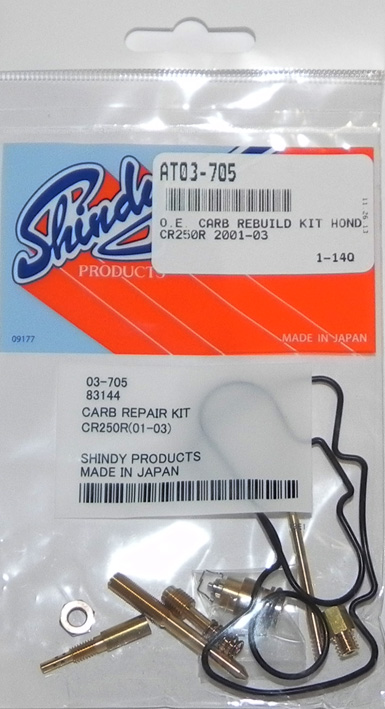 AT03-705
11.26.13
O.E. CARB REBUILD KIT HOND
CR250R 2001-03
1-14Q
Shindy
PRODUCTS
09177
MADE IN JAPAN
03-705
83144
CARB REPAIR KIT
CR250R(01-03)
SHINDY PRODUCTS
MADE IN JAPAN